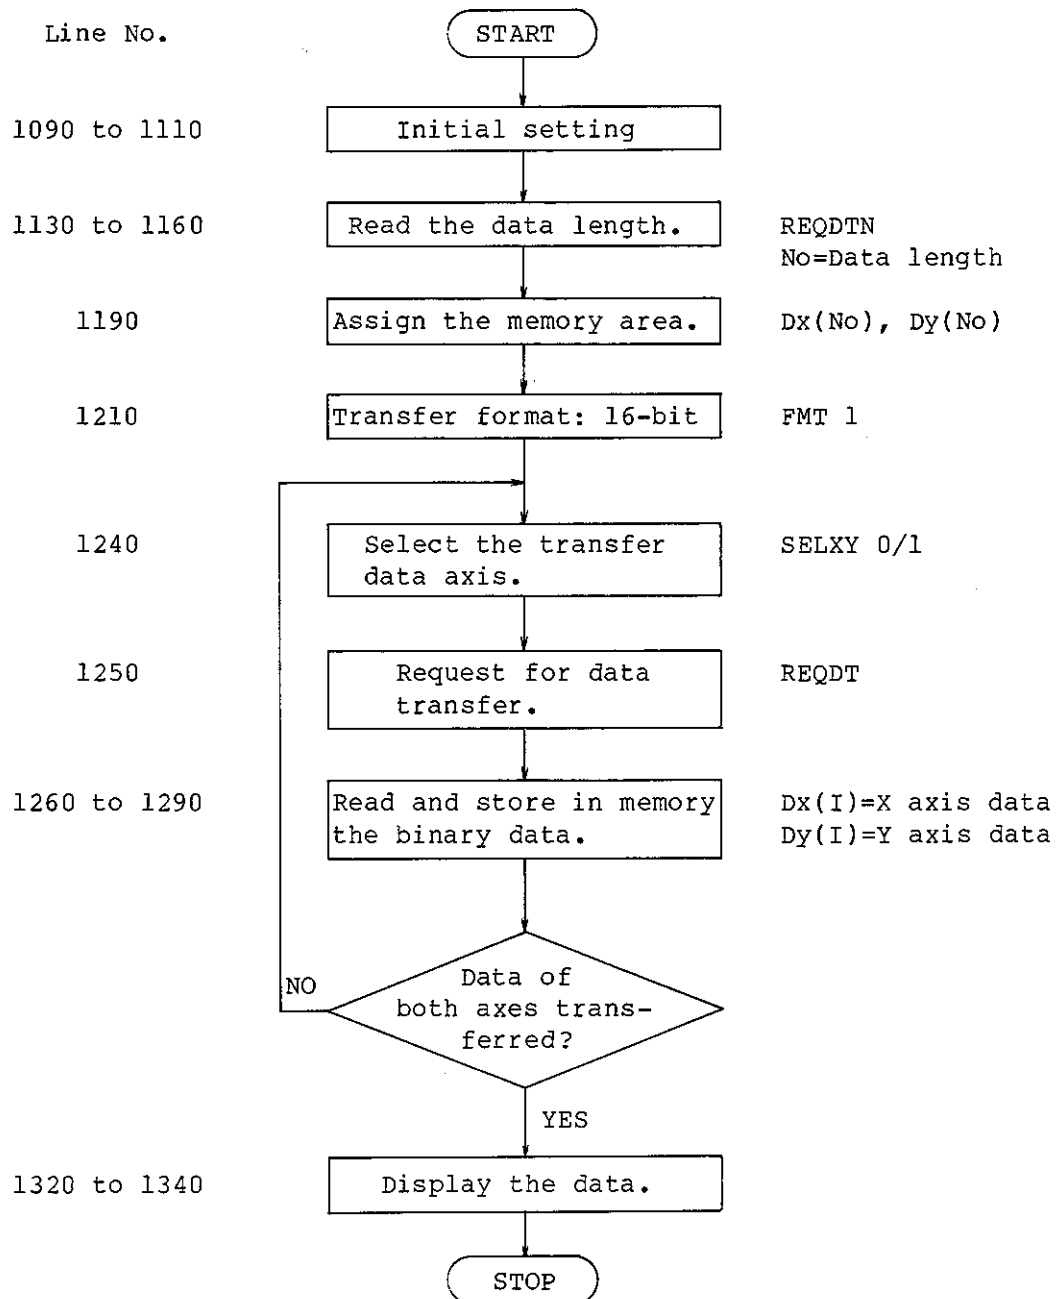 Line No.
START
1090 to 1110
Initial setting
1130 to 1160
Read the data length.
REQDTN
No=Data length
1190
Assign the memory area.
Dx(No), Dy(No)
1210
Transfer format: 16-bit
FMT 1
1240
Select the transfer
data axis.
SELXY 0/1
1250
Request for data
transfer.
REQDT
1260 to 1290
Read and store in memory
the binary data.
Dx(I)=X axis data
Dy(I)=Y axis data
NO
Data of
both axes trans-
ferred?
YES
1320 to 1340
Display the data.
STOP